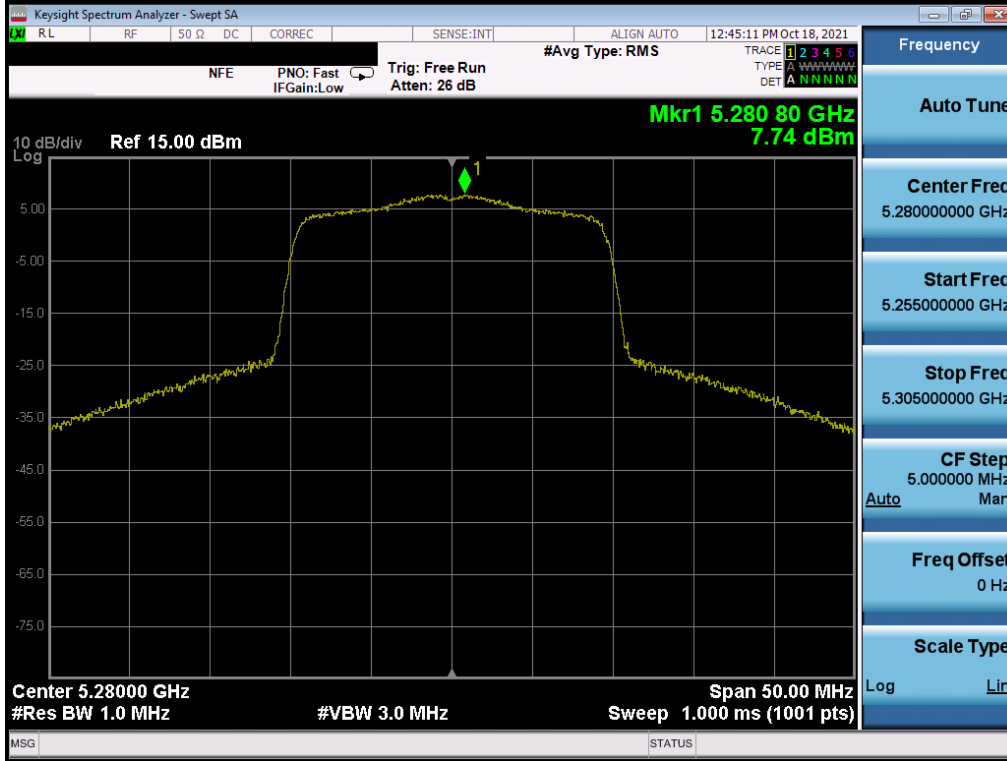 Keysight Spectrum Analyzer - Swept SA
LXI RL RF 50 Ω DC CORREC SENSE:INT ALIGN AUTO 12:45:11 PM Oct 18, 2021
#Avg Type: RMS TRACE 1 2 3 4 5 6
NFE PNO: Fast Trig: Free Run TYPE A WWWWW
IFGain:Low Atten: 26 dB DET A N N N N N
Mkr1 5.280 80 GHz
7.74 dBm
10 dB/div Ref 15.00 dBm
Log
1
5.00
-5.00
-15.0
-25.0
-35.0
-45.0
-55.0
-65.0
-75.0
Center 5.28000 GHz Span 50.00 MHz
#Res BW 1.0 MHz #VBW 3.0 MHz Sweep 1.000 ms (1001 pts)
MSG STATUS
Frequency
Auto Tune
Center Freq
5.280000000 GHz
Start Freq
5.255000000 GHz
Stop Freq
5.305000000 GHz
CF Step
5.000000 MHz
Auto Man
Freq Offset
0 Hz
Scale Type
Log Lin